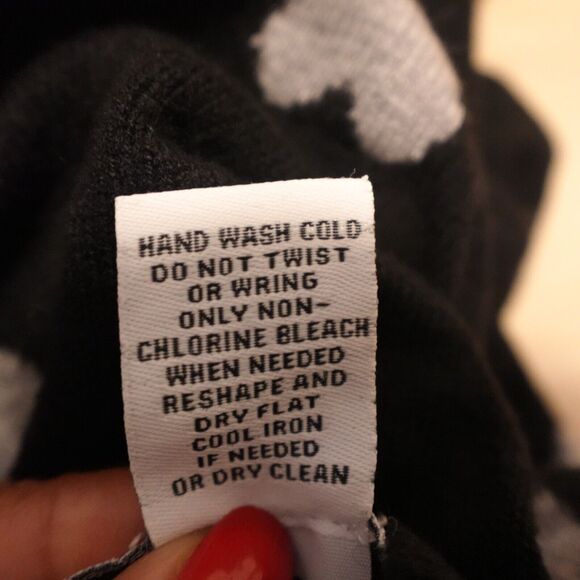 HAND WASH COLD
DO NOT TWIST
OR WRING
ONLY NON-
CHLORINE BLEACH
WHEN NEEDED
RESHAPE AND
DRY FLAT
COOL IRON
IF NEEDED
OR DRY CLEAN